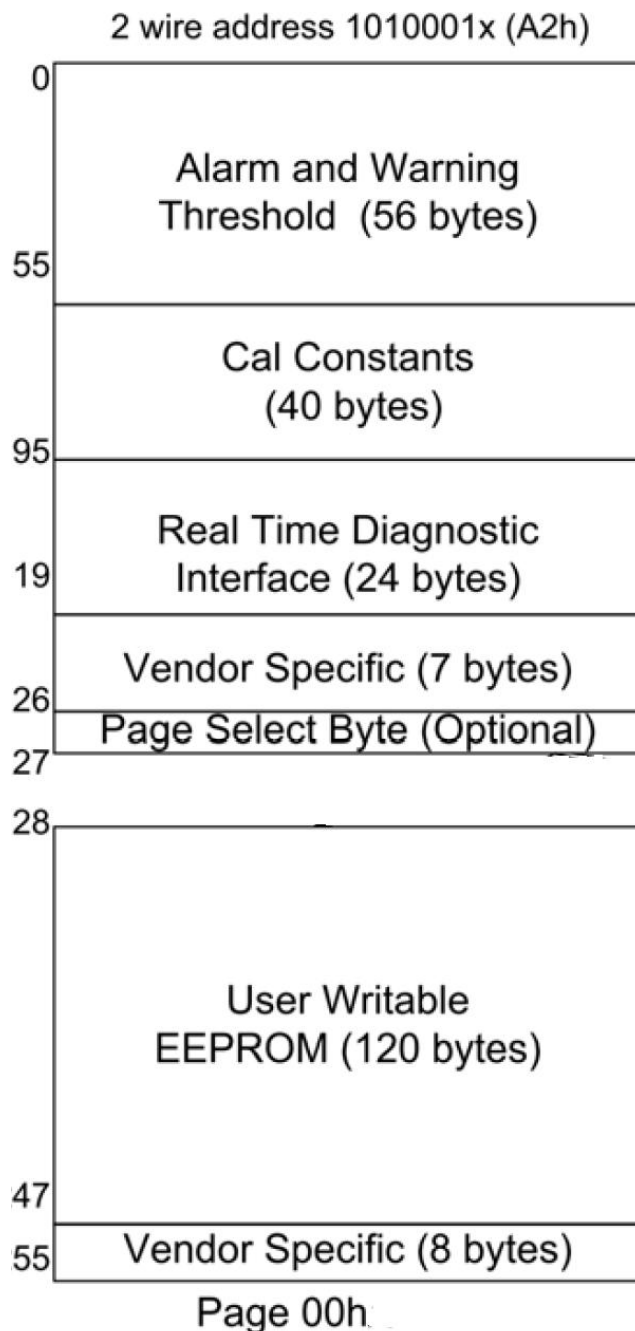 2 wire address 1010001x (A2h)
0
Alarm and Warning
Threshold (56 bytes)
55
Cal Constants
(40 bytes)
95
Real Time Diagnostic
19
Interface (24 bytes)
Vendor Specific (7 bytes)
26
Page Select Byte (Optional)
27
28
User Writable
EEPROM (120 bytes)
47
Vendor Specific (8 bytes)
55
Page 00h